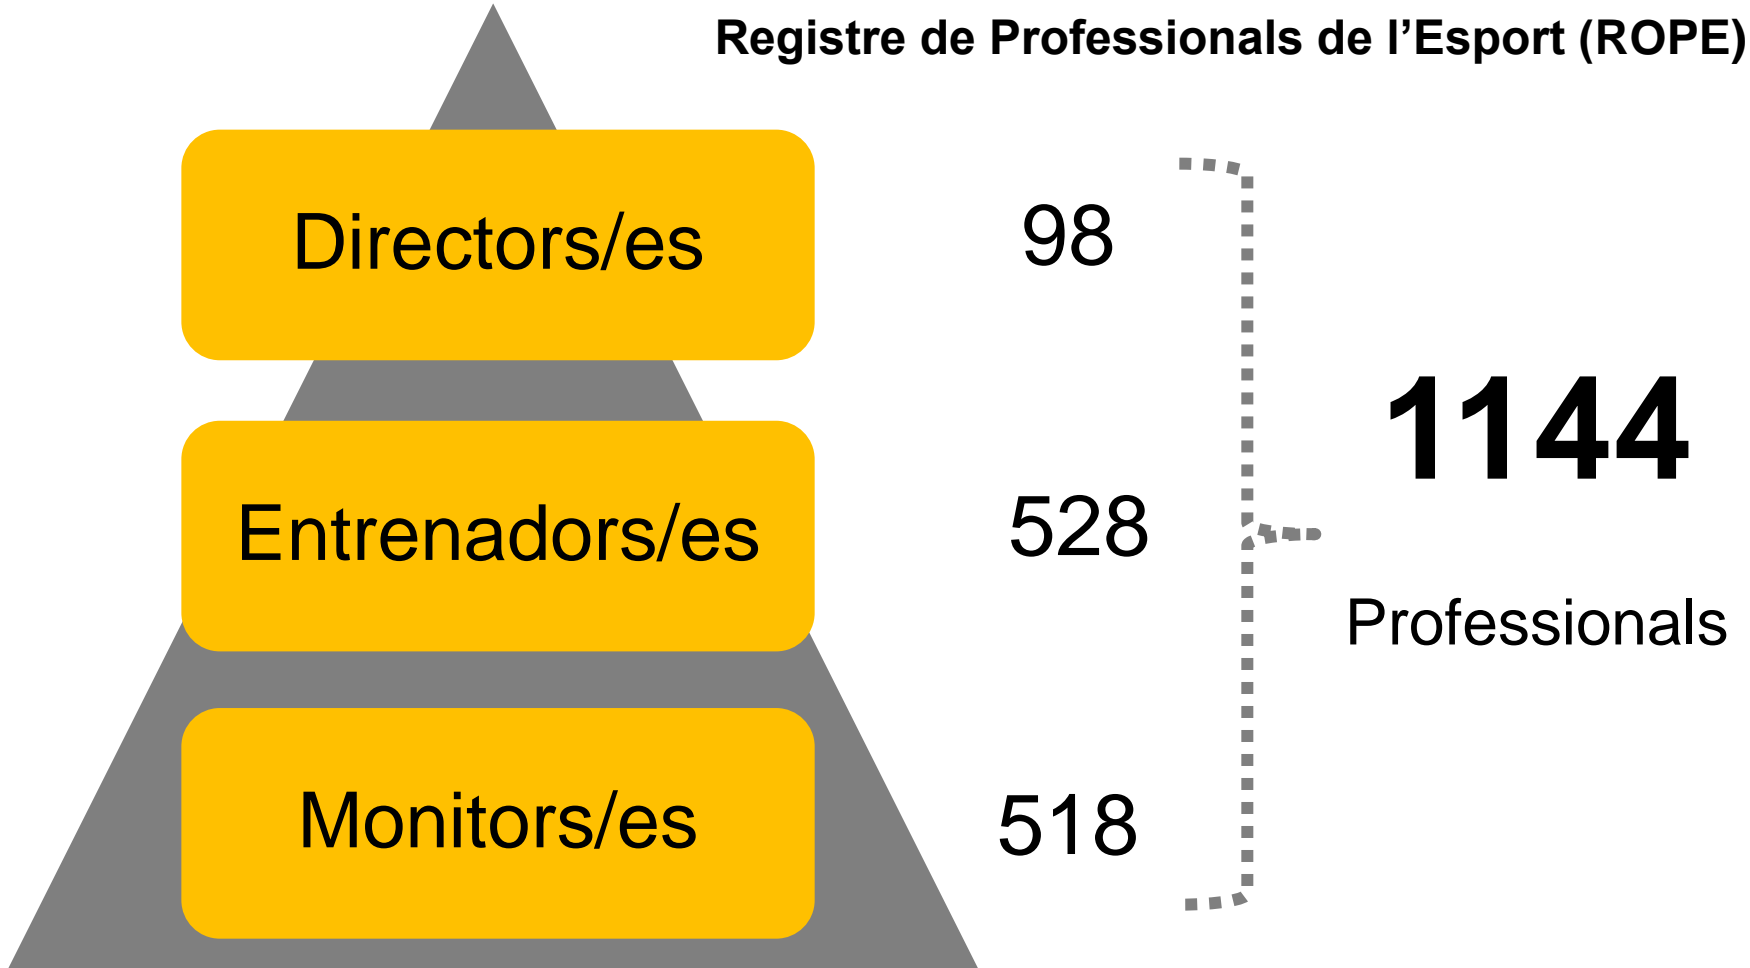 Registre de Professionals de l’Esport (ROPE)
Directors/es
98
Entrenadors/es
528
Monitors/es
518
1144
Professionals